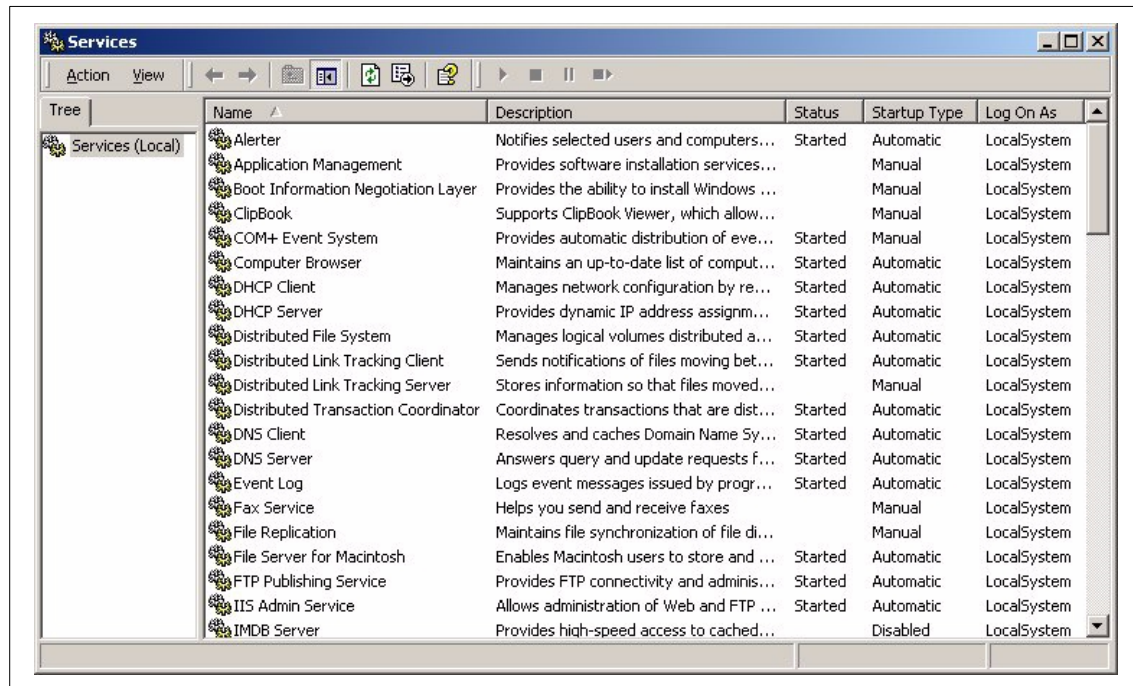 Services
Action View
Tree
Services (Local)
Name Description Status Startup Type Log On As
Alerter Notifies selected users and computers... Started Automatic LocalSystem
Application Management Provides software installation services... Manual LocalSystem
Boot Information Negotiation Layer Provides the ability to install Windows ... Manual LocalSystem
ClipBook Supports ClipBook Viewer, which allow... Manual LocalSystem
COM+ Event System Provides automatic distribution of eve... Started Manual LocalSystem
Computer Browser Maintains an up-to-date list of comput... Started Automatic LocalSystem
DHCP Client Manages network configuration by re... Started Automatic LocalSystem
DHCP Server Provides dynamic IP address assignm... Started Automatic LocalSystem
Distributed File System Manages logical volumes distributed a... Started Automatic LocalSystem
Distributed Link Tracking Client Sends notifications of files moving bet... Started Automatic LocalSystem
Distributed Link Tracking Server Stores information so that files moved... Manual LocalSystem
Distributed Transaction Coordinator Coordinates transactions that are dist... Started Automatic LocalSystem
DNS Client Resolves and caches Domain Name Sy... Started Automatic LocalSystem
DNS Server Answers query and update requests f... Started Automatic LocalSystem
Event Log Logs event messages issued by progr... Started Automatic LocalSystem
Fax Service Helps you send and receive faxes Manual LocalSystem
File Replication Maintains file synchronization of file di... Manual LocalSystem
File Server for Macintosh Enables Macintosh users to store and ... Started Automatic LocalSystem
FTP Publishing Service Provides FTP connectivity and adminis... Started Automatic LocalSystem
IIS Admin Service Allows administration of Web and FTP ... Started Automatic LocalSystem
IMDB Server Provides high-speed access to cached... Disabled LocalSystem